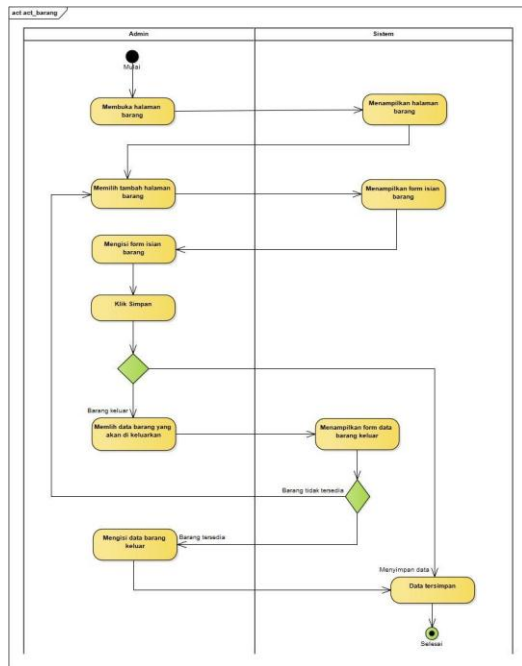 act act_barang
Admin
Sistem
Mulai
Membuka halaman
barang
Menampilkan halaman
barang
Memilih tambah halaman
barang
Menampilkan form isian
barang
Mengisi form isian
barang
Klik Simpan
Barang keluar
Memlih data barang yang
akan di keluarkan
Menampilkan form data
barang keluar
Barang tidak tersedia
Mengisi data barang
keluar
Barang tersedia
Menyimpan data
Data tersimpan
Selesai